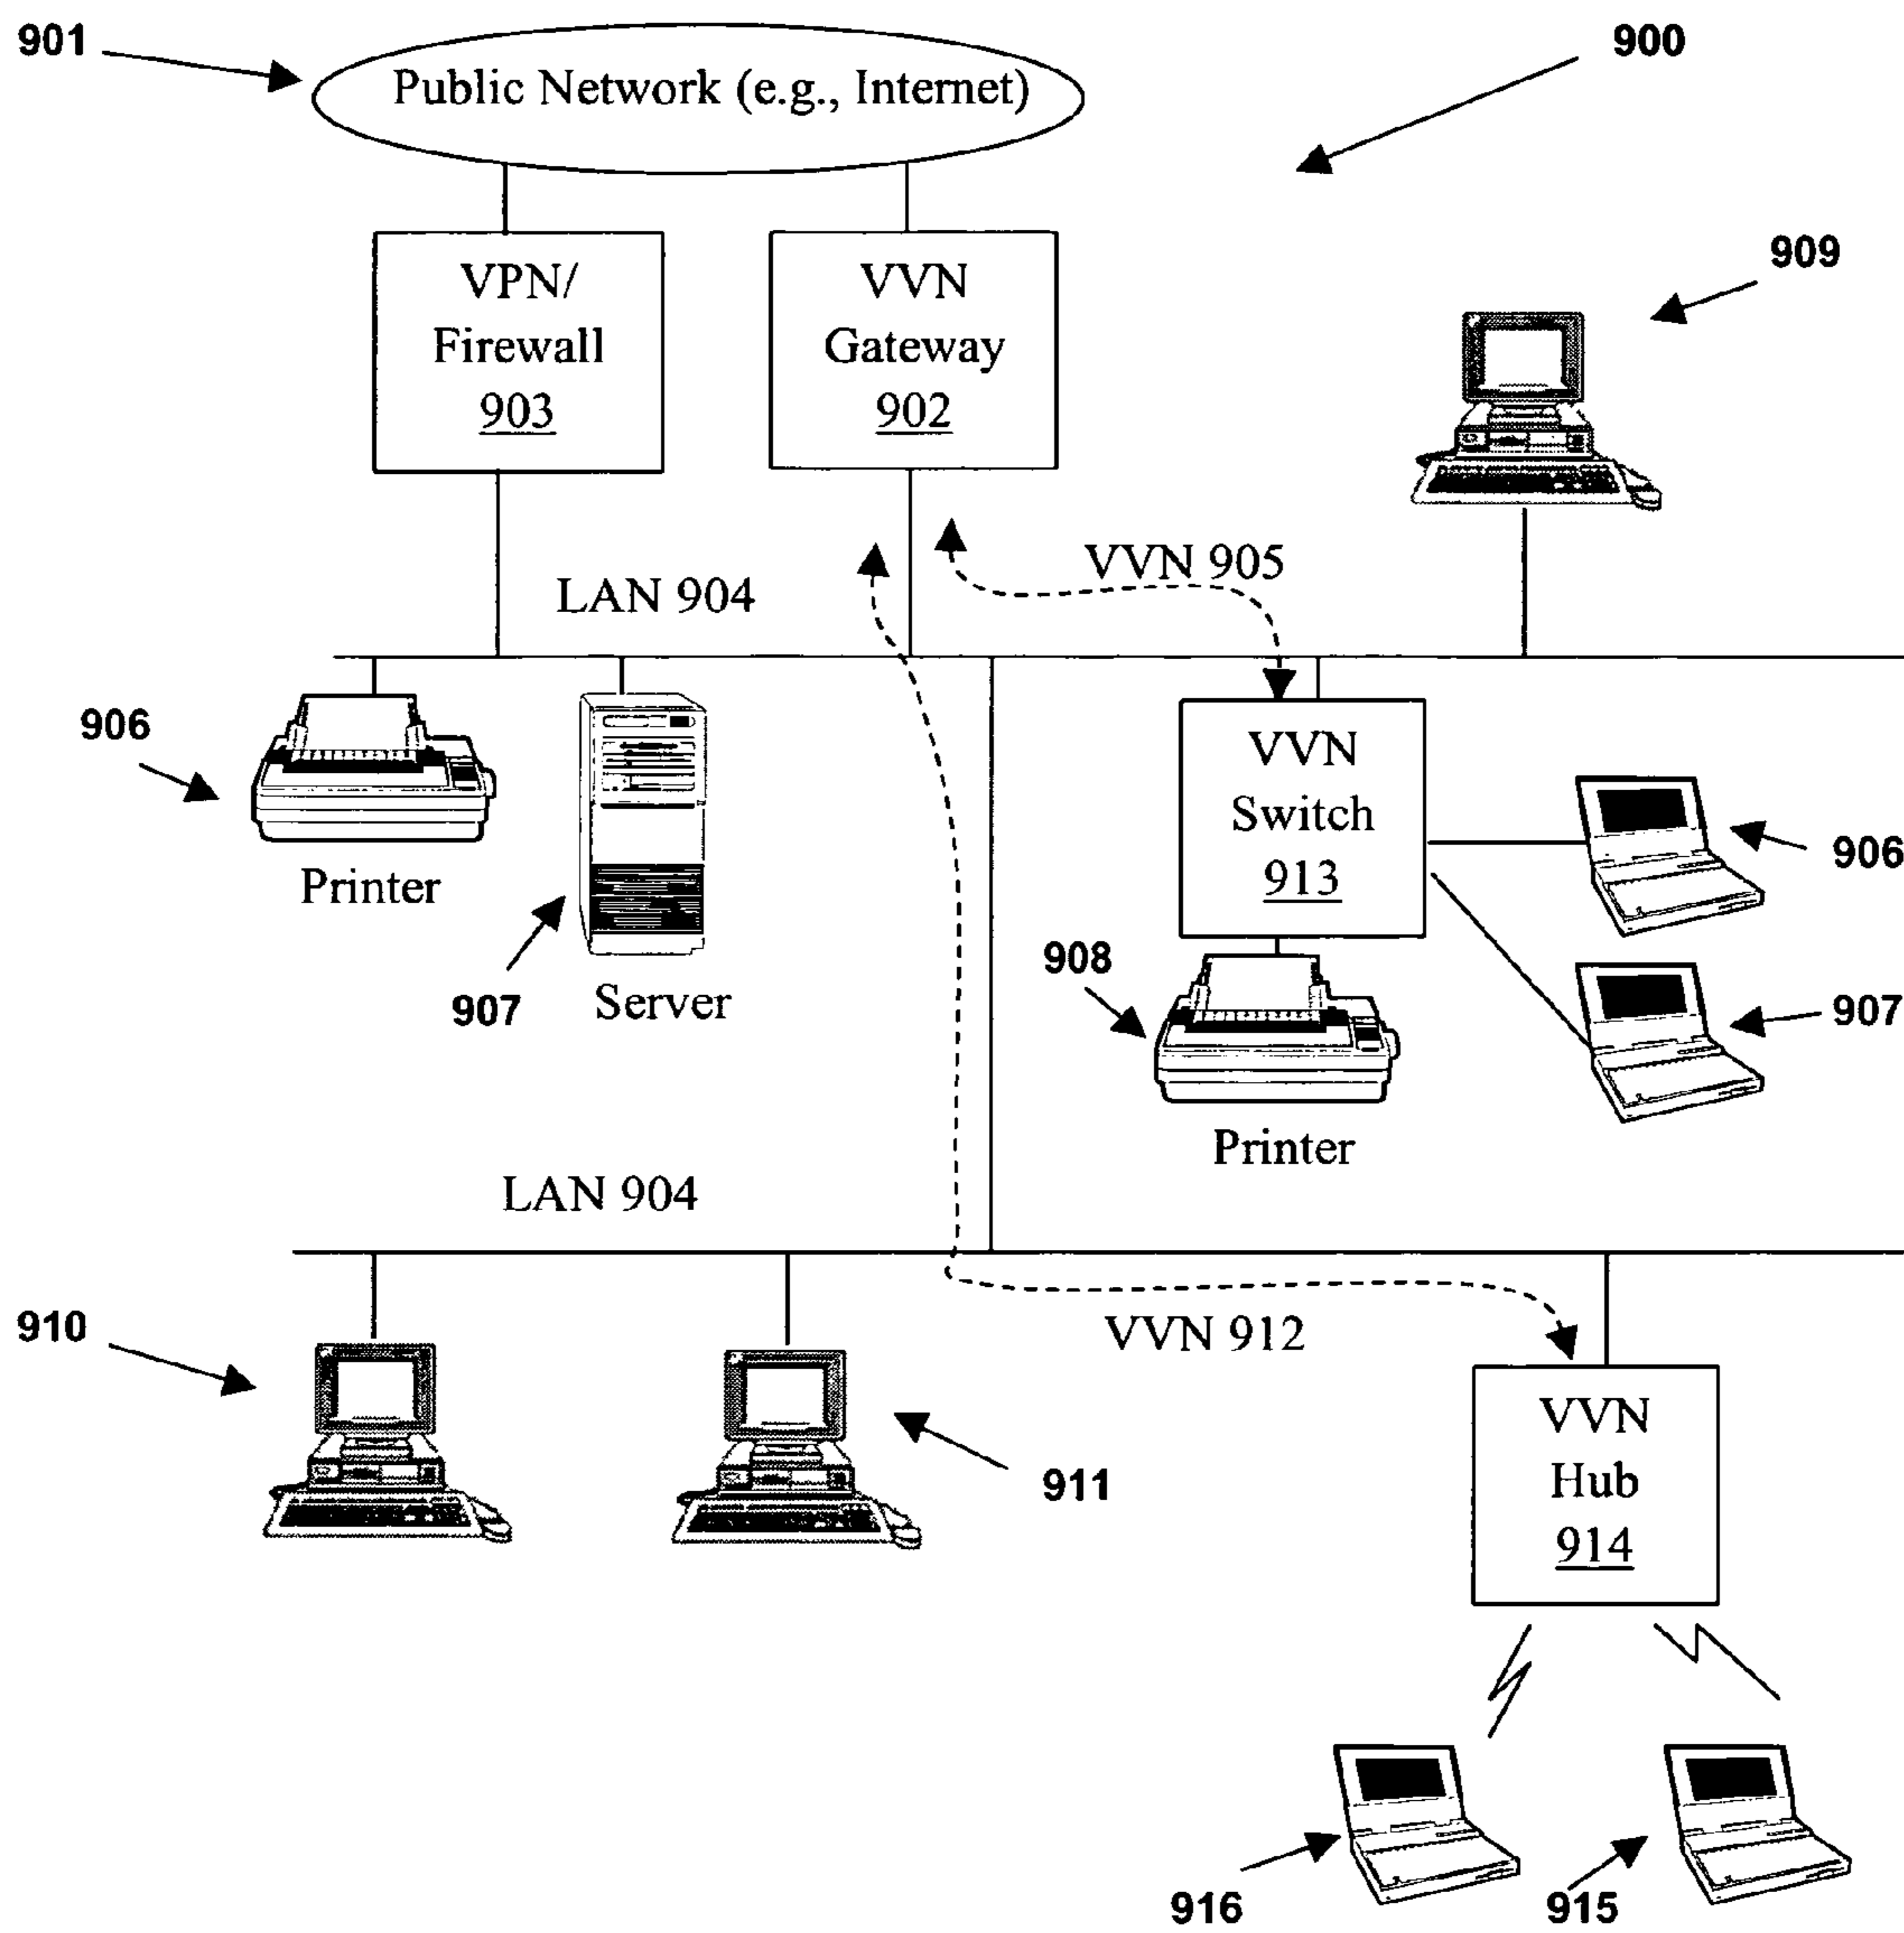 901
900
Public Network (e.g., Internet)
VPN/
Firewall
903
VVN
Gateway
902
909
LAN 904
VVN 905
906
Printer
907
Server
VVN
Switch
913
906
907
908
Printer
LAN 904
910
911
VVN 912
VVN
Hub
914
916
915